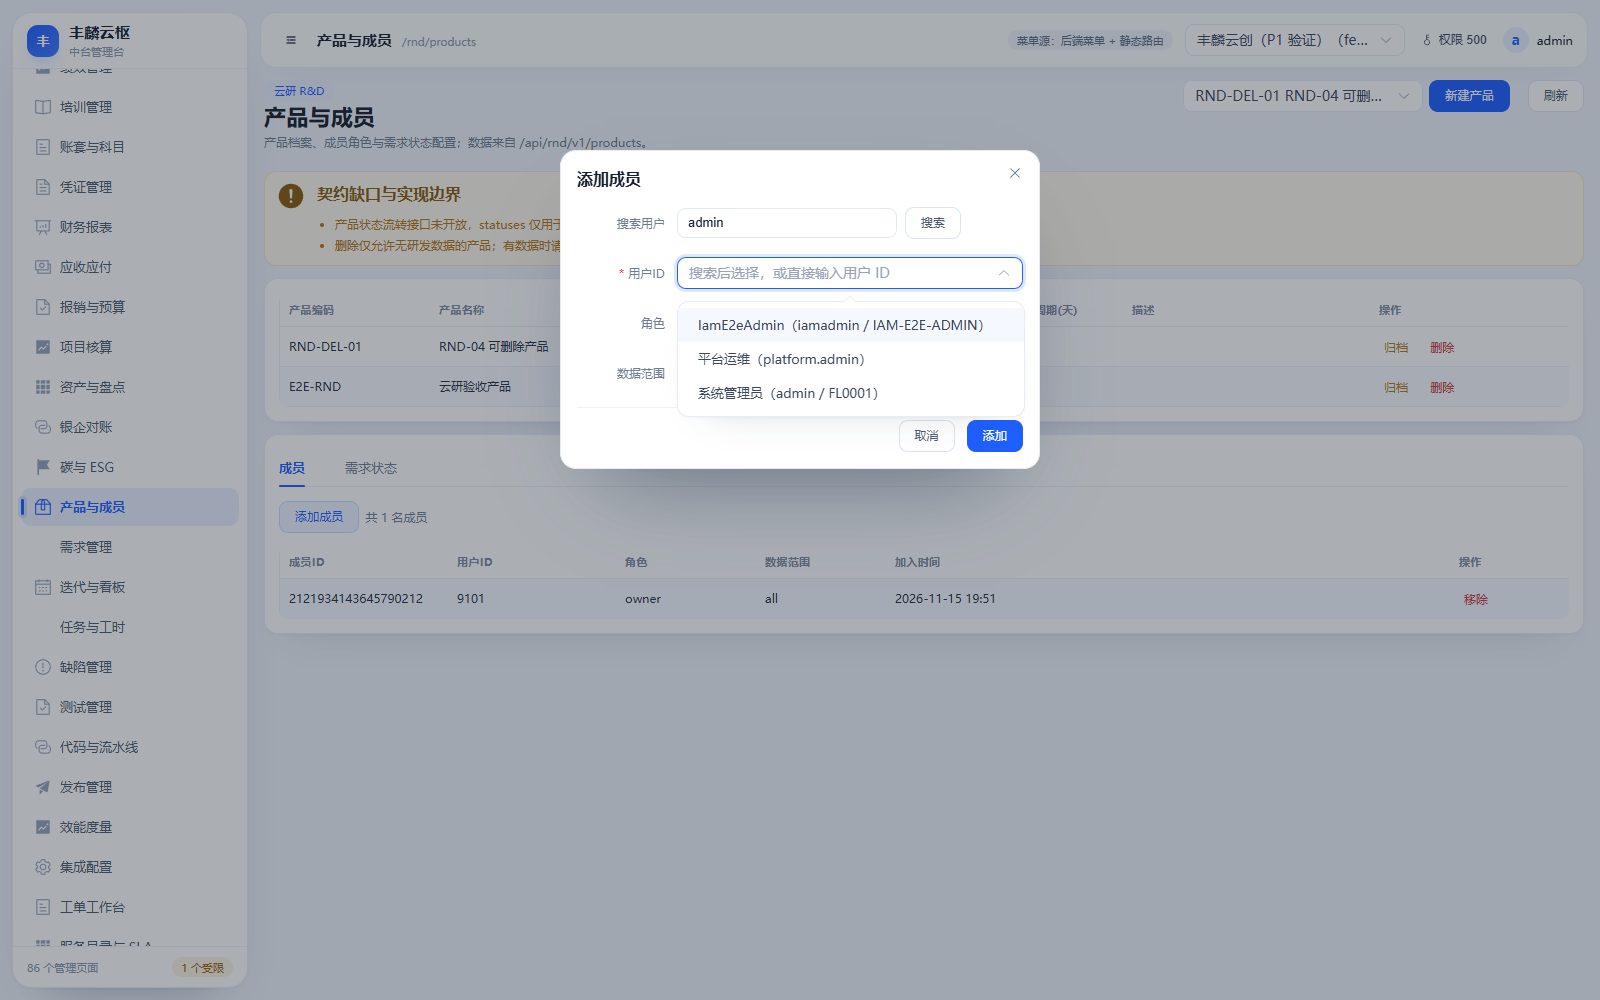 丰
丰麟云枢
中台管理台
产品与成员
/rnd/products
菜单源：后端菜单 + 静态路由
丰麟云创（P1 验证）（fe...
权限 500
a
admin
绩效管理
培训管理
账套与科目
凭证管理
财务报表
应收应付
报销与预算
项目核算
资产与盘点
银企对账
碳与 ESG
产品与成员
需求管理
迭代与看板
任务与工时
缺陷管理
测试管理
代码与流水线
发布管理
效能度量
集成配置
工单工作台
服务目录与 SLA
86 个管理页面
1 个受限
云研 R&D
产品与成员
产品档案、成员角色与需求状态配置；数据来自 /api/rnd/v1/products。
RND-DEL-01 RND-04 可删...
新建产品
刷新
契约缺口与实现边界
产品状态流转接口未开放，statuses 仅用于
删除仅允许无研发数据的产品；有数据时请
产品编码
产品名称
周期(天)
描述
操作
RND-DEL-01
RND-04 可删除产品
归档
删除
E2E-RND
云研验收产品
归档
删除
成员
需求状态
添加成员
共 1 名成员
成员ID
用户ID
角色
数据范围
加入时间
操作
2121934143645790212
9101
owner
all
2026-11-15 19:51
移除
添加成员
搜索用户
admin
搜索
* 用户ID
搜索后选择，或直接输入用户 ID
角色
数据范围
IamE2eAdmin（iamadmin / IAM-E2E-ADMIN）
平台运维（platform.admin）
系统管理员（admin / FL0001）
取消
添加